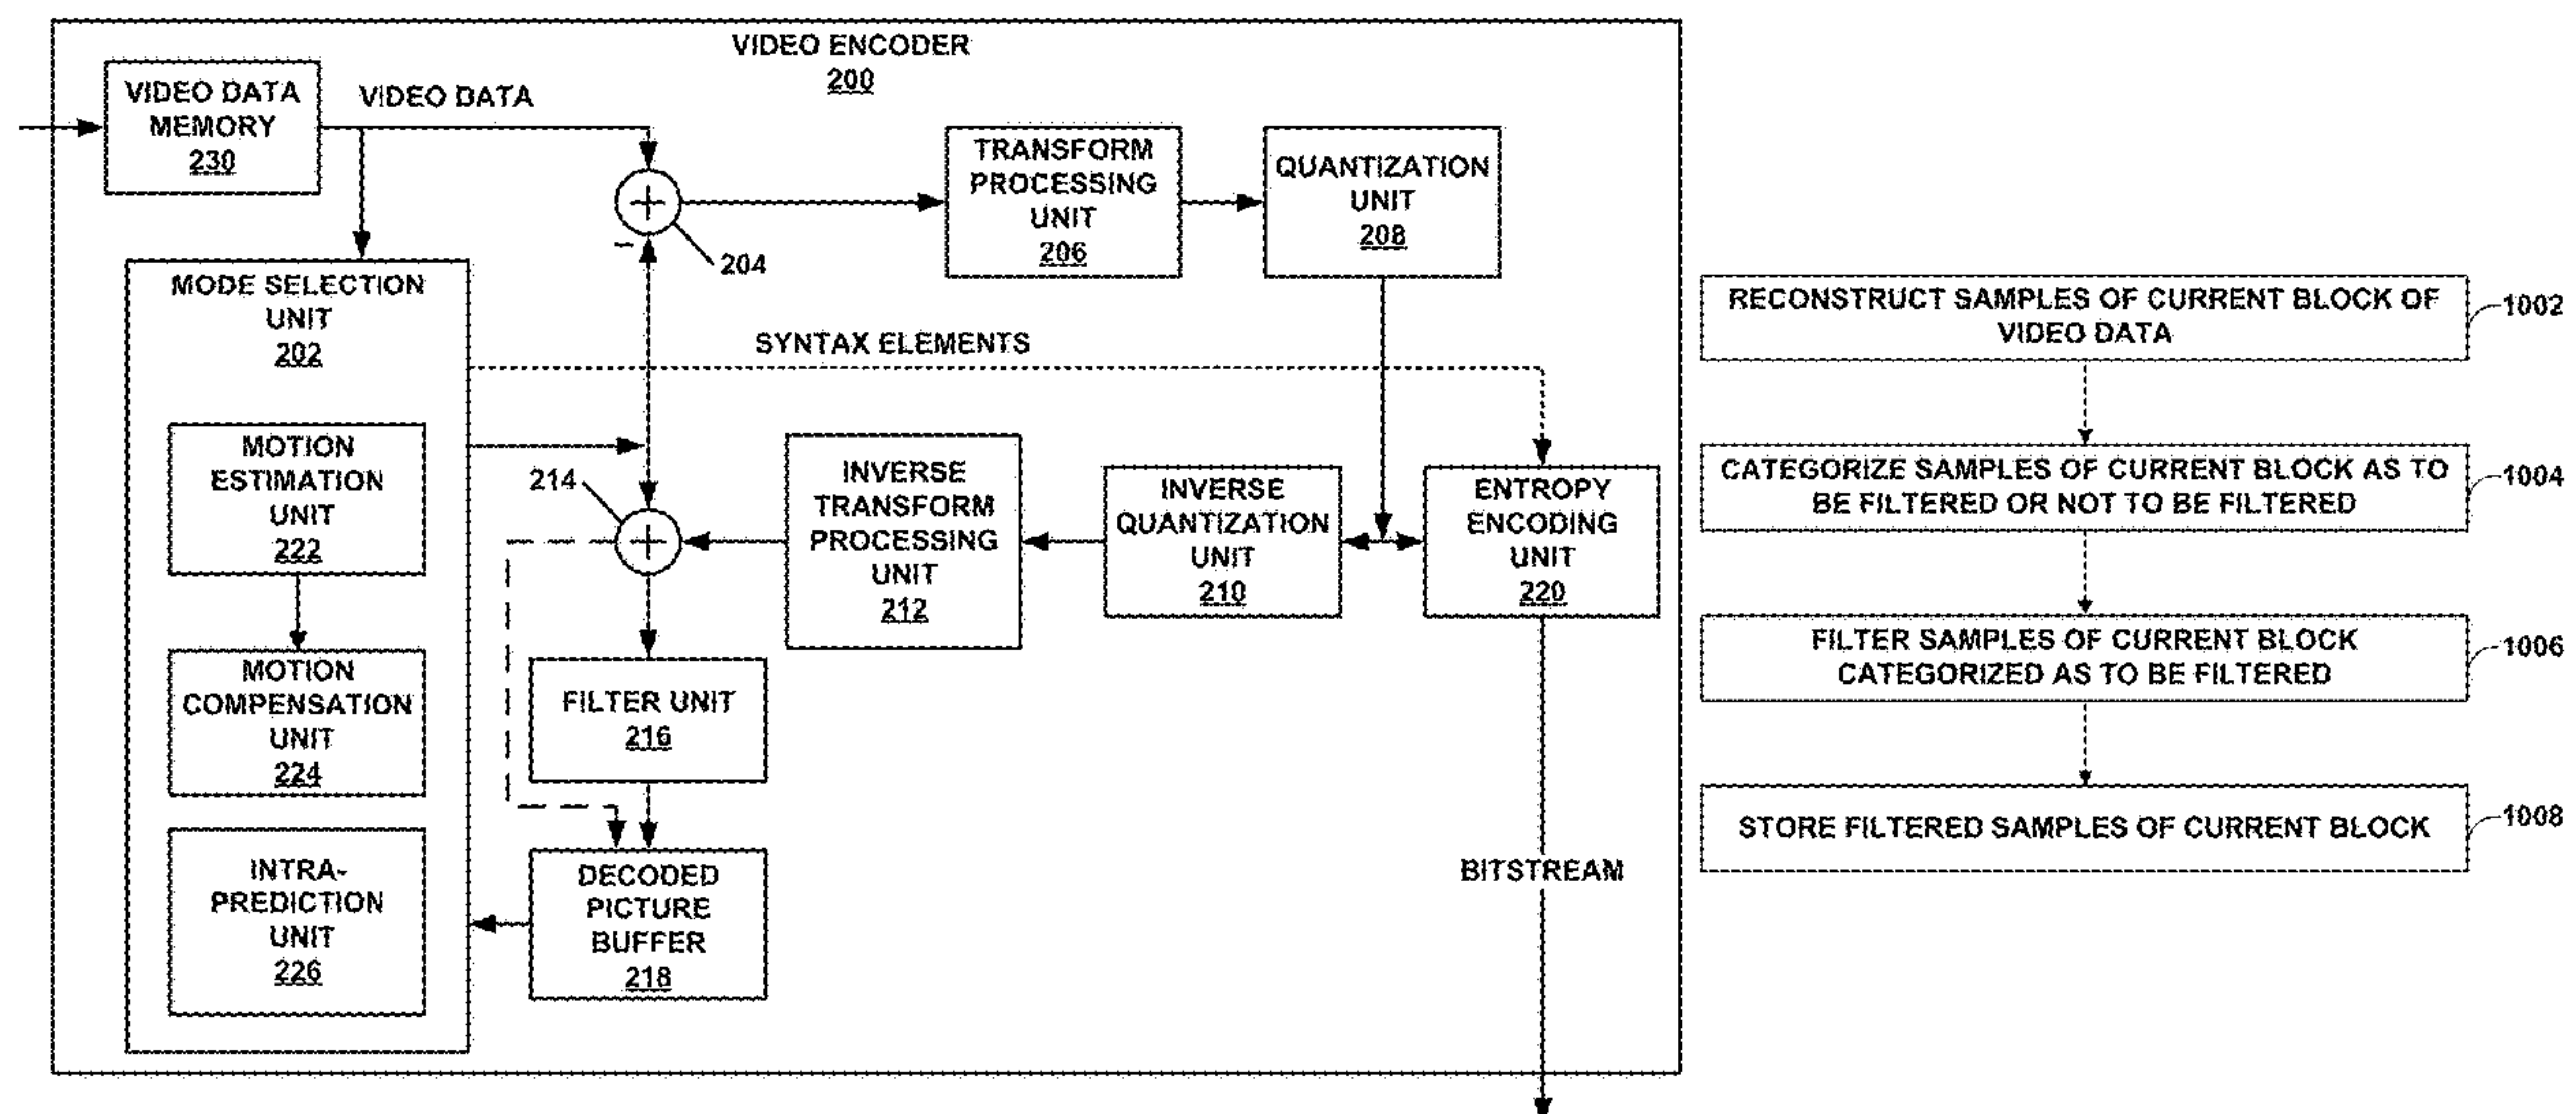 VIDEO ENCODER
200
VIDEO DATA
MEMORY
230
VIDEO DATA
204
TRANSFORM
PROCESSING
UNIT
206
QUANTIZATION
UNIT
208
MODE SELECTION
UNIT
202
SYNTAX ELEMENTS
MOTION
ESTIMATION
UNIT
222
MOTION
COMPENSATION
UNIT
224
INTRA-
PREDICTION
UNIT
226
214
INVERSE
TRANSFORM
PROCESSING
UNIT
212
INVERSE
QUANTIZATION
UNIT
210
ENTROPY
ENCODING
UNIT
220
FILTER UNIT
216
DECODED
PICTURE
BUFFER
218
BITSTREAM
RECONSTRUCT SAMPLES OF CURRENT BLOCK OF
VIDEO DATA
1002
CATEGORIZE SAMPLES OF CURRENT BLOCK AS TO
BE FILTERED OR NOT TO BE FILTERED
1004
FILTER SAMPLES OF CURRENT BLOCK
CATEGORIZED AS TO BE FILTERED
1006
STORE FILTERED SAMPLES OF CURRENT BLOCK
1008